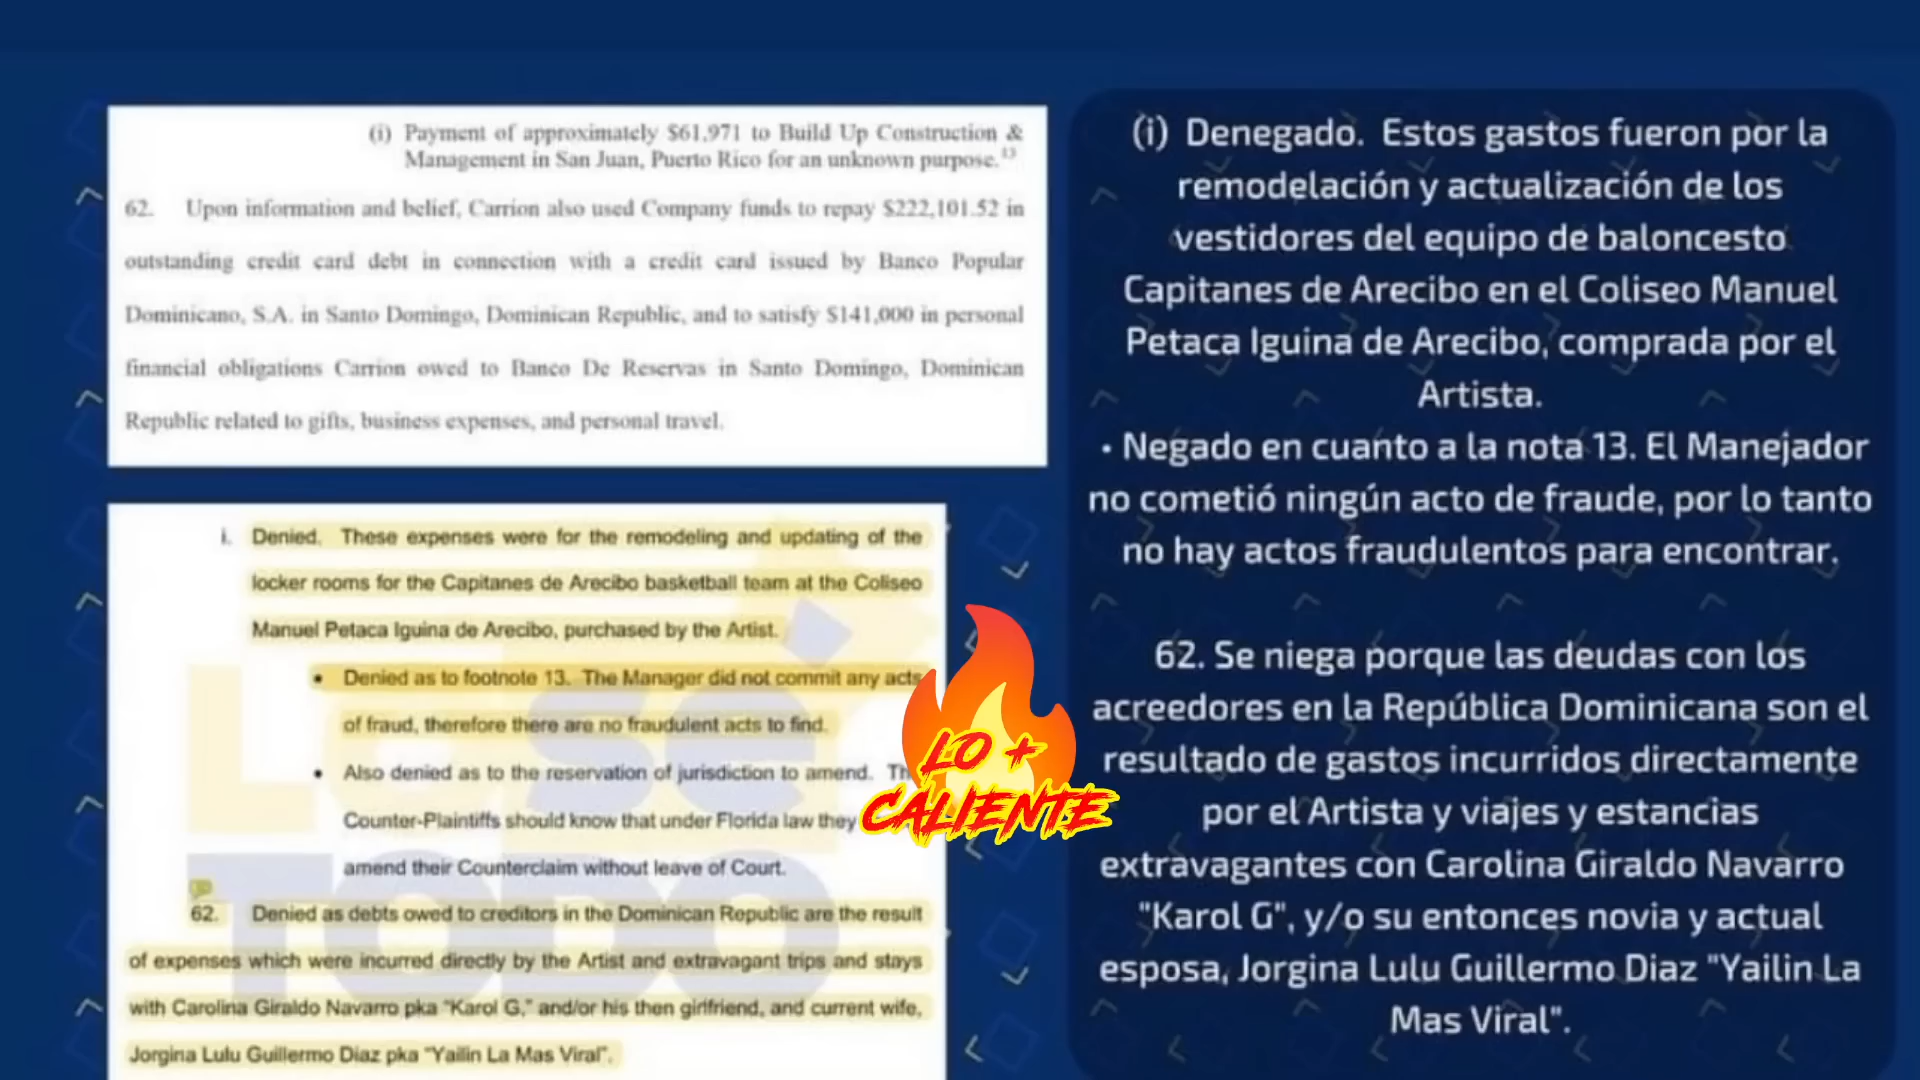 (i) Payment of approximately $61,971 to Build Up Construction &
Management in San Juan, Puerto Rico for an unknown purpose.13
62. Upon information and belief, Carrion also used Company funds to repay $222,101.52 in
outstanding credit card debt in connection with a credit card issued by Banco Popular
Dominicano, S.A. in Santo Domingo, Dominican Republic, and to satisfy $141,000 in personal
financial obligations Carrion owed to Banco De Reservas in Santo Domingo, Dominican
Republic related to gifts, business expenses, and personal travel.
i. Denied. These expenses were for the remodeling and updating of the
locker rooms for the Capitanes de Arecibo basketball team at the Coliseo
Manuel Petaca Iguina de Arecibo, purchased by the Artist.
• Denied as to footnote 13. The Manager did not commit any acts
of fraud, therefore there are no fraudulent acts to find.
• Also denied as to the reservation of jurisdiction to amend. Th
Counter-Plaintiffs should know that under Florida law they
amend their Counterclaim without leave of Court.
62. Denied as debts owed to creditors in the Dominican Republic are the result
of expenses which were incurred directly by the Artist and extravagant trips and stays
with Carolina Giraldo Navarro pka "Karol G," and/or his then girlfriend, and current wife,
Jorgina Lulu Guillermo Diaz pka "Yailin La Mas Viral".
LO SÉ
TODO
LO +
CALIENTE
(i) Denegado. Estos gastos fueron por la
remodelación y actualización de los
vestidores del equipo de baloncesto
Capitanes de Arecibo en el Coliseo Manuel
Petaca Iguina de Arecibo, comprada por el
Artista.
• Negado en cuanto a la nota 13. El Manejador
no cometió ningún acto de fraude, por lo tanto
no hay actos fraudulentos para encontrar.
62. Se niega porque las deudas con los
acreedores en la República Dominicana son el
resultado de gastos incurridos directamente
por el Artista y viajes y estancias
extravagantes con Carolina Giraldo Navarro
"Karol G", y/o su entonces novia y actual
esposa, Jorgina Lulu Guillermo Diaz "Yailin La
Mas Viral".